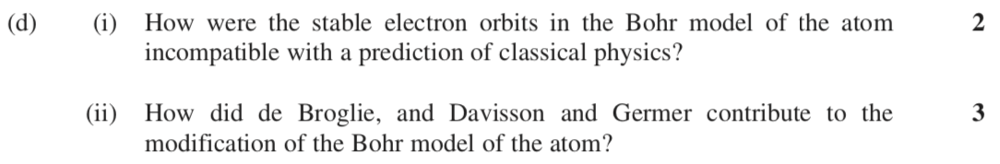 (d) (i) How were the stable electron orbits in the Bohr model of the atom 2
incompatible with a prediction of classical physics?
(ii) How did de Broglie, and Davisson and Germer contribute to the 3
modification of the Bohr model of the atom?